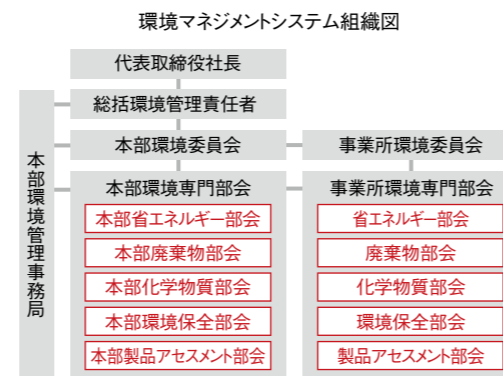 環境マネジメントシステム組織図
代表取締役社長
総括環境管理責任者
本部環境委員会
事業所環境委員会
本部環境管理事務局
本部環境専門部会
本部省エネルギー部会
本部廃棄物部会
本部化学物質部会
本部環境保全部会
本部製品アセスメント部会
事業所環境専門部会
省エネルギー部会
廃棄物部会
化学物質部会
環境保全部会
製品アセスメント部会